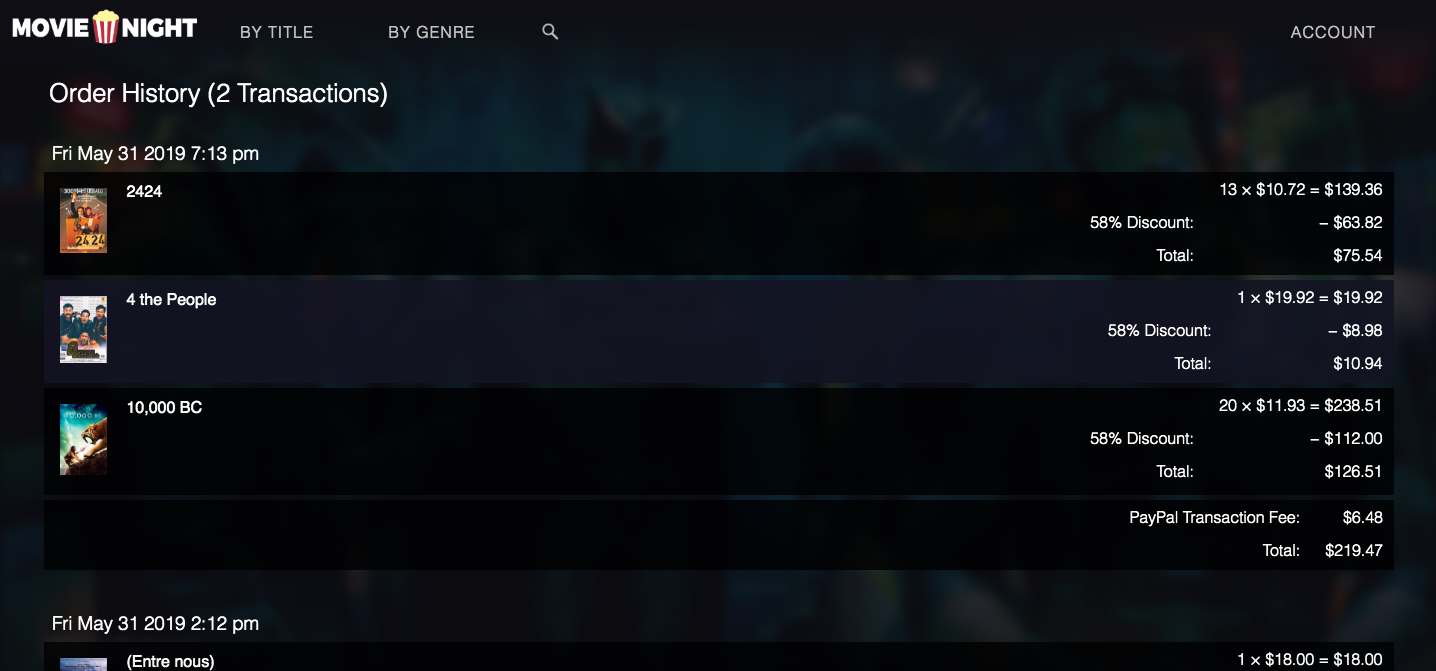 MOVIE NIGHT BY TITLE BY GENRE ACCOUNT
Order History (2 Transactions)
Fri May 31 2019 7:13 pm
2424 13 × $10.72 = $139.36
58% Discount: − $63.82
Total: $75.54
2424
4 the People 1 × $19.92 = $19.92
58% Discount: − $8.98
Total: $10.94
10,000 BC 20 × $11.93 = $238.51
10,000 BC
58% Discount: − $112.00
Total: $126.51
PayPal Transaction Fee: $6.48
Total: $219.47
Fri May 31 2019 2:12 pm
(Entre nous) 1 × $18.00 = $18.00